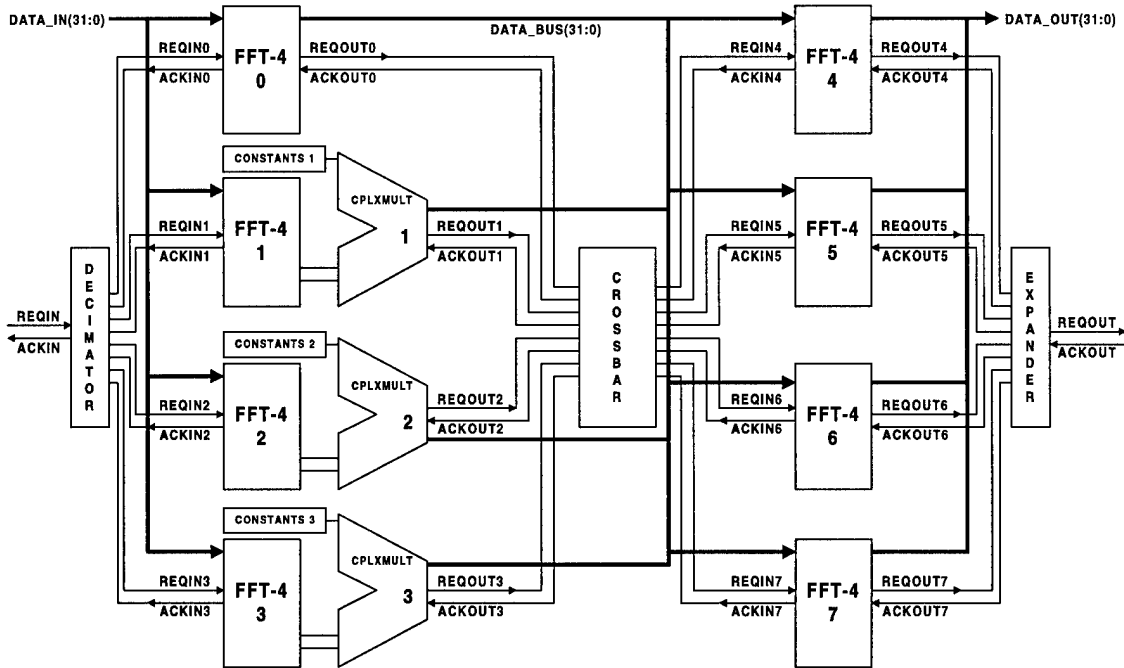 DATA_IN(31:0)
DATA_BUS(31:0)
DATA_OUT(31:0)
REQIN0
ACKIN0
FFT-4
0
REQOUT0
ACKOUT0
REQIN4
ACKIN4
FFT-4
4
REQOUT4
ACKOUT4
CONSTANTS 1
CPLXMULT
1
REQIN1
ACKIN1
FFT-4
1
REQOUT1
ACKOUT1
REQIN5
ACKIN5
FFT-4
5
REQOUT5
ACKOUT5
DECIMATOR
CROSSBAR
EXPANDER
REQIN
ACKIN
REQOUT
ACKOUT
CONSTANTS 2
CPLXMULT
2
REQIN2
ACKIN2
FFT-4
2
REQOUT2
ACKOUT2
REQIN6
ACKIN6
FFT-4
6
REQOUT6
ACKOUT6
CONSTANTS 3
CPLXMULT
3
REQIN3
ACKIN3
FFT-4
3
REQOUT3
ACKOUT3
REQIN7
ACKIN7
FFT-4
7
REQOUT7
ACKOUT7